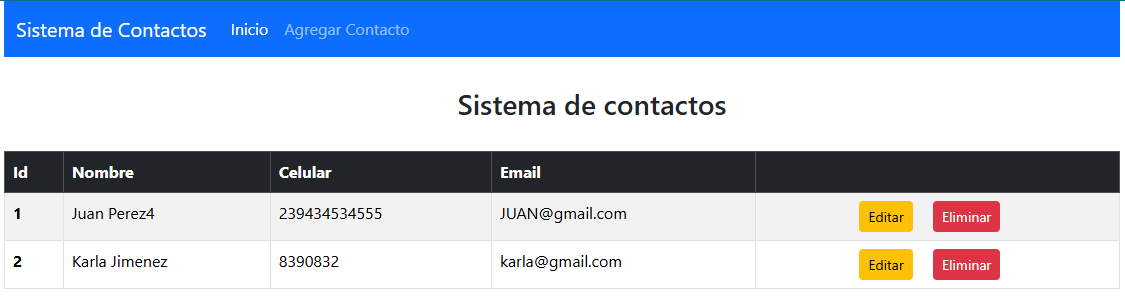 Sistema de Contactos Inicio Agregar Contacto
Sistema de contactos
Id Nombre Celular Email
1 Juan Perez4 239434534555 JUAN@gmail.com Editar Eliminar
2 Karla Jimenez 8390832 karla@gmail.com Editar Eliminar